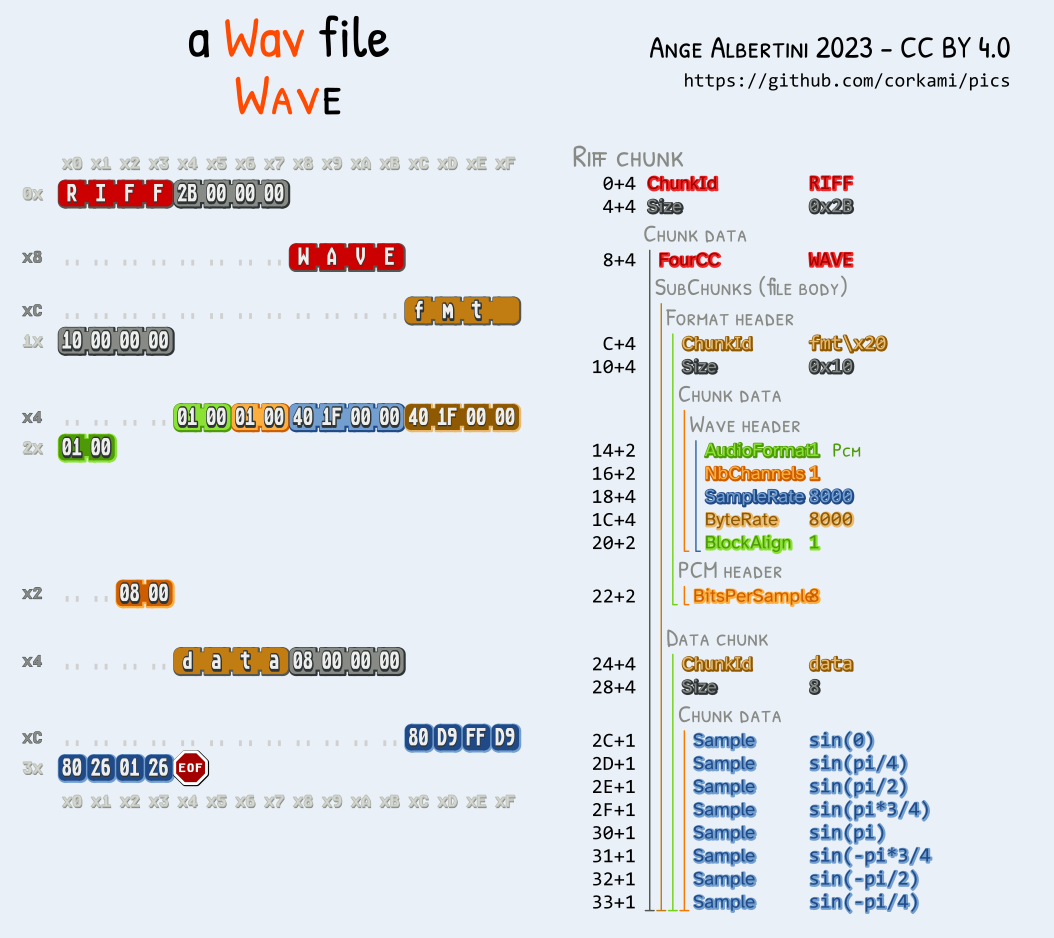 a Wav file
WAVE
ANGE ALBERTINI 2023 - CC BY 4.0
https://github.com/corkami/pics
x0 x1 x2 x3 x4 x5 x6 x7 x8 x9 xA xB xC xD xE xF
0x R I F F 2B 00 00 00
x8 .. .. .. .. .. .. .. .. W A V E
xC .. .. .. .. .. .. .. .. .. .. .. .. f m t
1x 10 00 00 00
x4 .. .. .. .. 01 00 01 00 40 1F 00 00 40 1F 00 00
2x 01 00
x2 .. .. 08 00
x4 .. .. .. .. d a t a 08 00 00 00
xC .. .. .. .. .. .. .. .. .. .. .. .. 80 D9 FF D9
3x 80 26 01 26 EOF
x0 x1 x2 x3 x4 x5 x6 x7 x8 x9 xA xB xC xD xE xF
RIFF CHUNK
0+4 ChunkId RIFF
4+4 Size 0x2B
CHUNK DATA
8+4 FourCC WAVE
SUBCHUNKS (FILE BODY)
FORMAT HEADER
C+4 ChunkId fmt\x20
10+4 Size 0x10
CHUNK DATA
WAVE HEADER
14+2 AudioFormat 1 PCM
16+2 NbChannels 1
18+4 SampleRate 8000
1C+4 ByteRate 8000
20+2 BlockAlign 1
PCM HEADER
22+2 BitsPerSample 8
DATA CHUNK
24+4 ChunkId data
28+4 Size 8
CHUNK DATA
2C+1 Sample sin(0)
2D+1 Sample sin(pi/4)
2E+1 Sample sin(pi/2)
2F+1 Sample sin(pi*3/4)
30+1 Sample sin(pi)
31+1 Sample sin(-pi*3/4
32+1 Sample sin(-pi/2)
33+1 Sample sin(-pi/4)